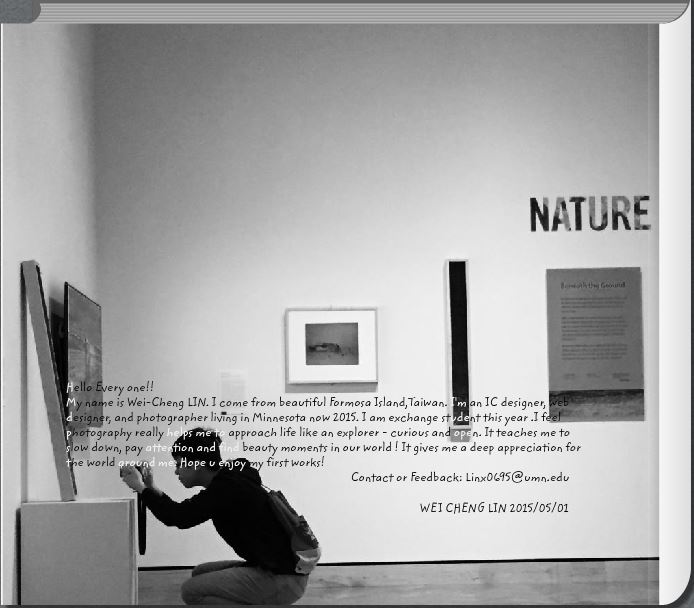 NATURE
Beneath the Ground
Hello Every one!!
My name is Wei-Cheng LIN. I come from beautiful Formosa Island,Taiwan. I'm an IC designer, web
designer, and photographer living in Minnesota now 2015. I am exchange student this year .I feel
photography really helps me to approach life like an explorer - curious and open. It teaches me to
slow down, pay attention and find beauty moments in our world ! It gives me a deep appreciation for
the world around me. Hope u enjoy my first works!
Contact or Feedback: Linx0695@umn.edu
WEI CHENG LIN 2015/05/01